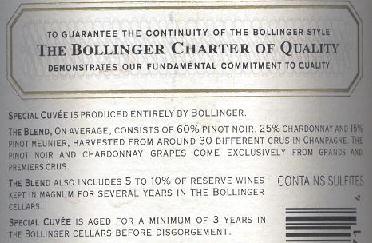 TO GUARANTEE THE CONTINUITY OF THE BOLLINGER STYLE
THE BOLLINGER CHARTER OF QUALITY
DEMONSTRATES OUR FUNDAMENTAL COMMITMENT TO QUALITY
SPECIAL CUVÉE IS PRODUCED ENTIRELY BY BOLLINGER.
THE BLEND, ON AVERAGE, CONSISTS OF 60% PINOT NOIR, 25% CHARDONNAY AND 15%
PINOT MEUNIER, HARVESTED FROM AROUND 30 DIFFERENT CRUS IN CHAMPAGNE. THE
PINOT NOIR AND CHARDONNAY GRAPES COME EXCLUSIVELY FROM GRANDS AND
PREMIERS CRUS.
THE BLEND ALSO INCLUDES 5 TO 10% OF RESERVE WINES
KEPT IN MAGNUM FOR SEVERAL YEARS IN THE BOLLINGER
CELLARS.
CONTAINS SULFITES
SPECIAL CUVÉE IS AGED FOR A MINIMUM OF 3 YEARS IN
THE BOLLINGER CELLARS BEFORE DISGORGEMENT.